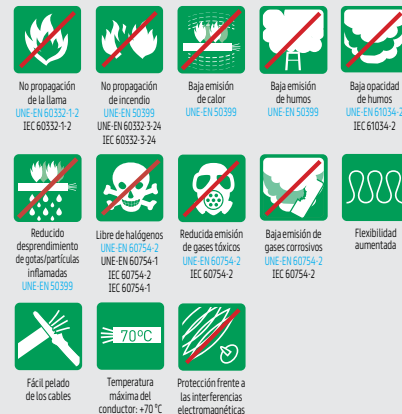 No propagación
de la llama
UNE-EN 60332-1-2
IEC 60332-1-2
No propagación
de incendio
UNE-EN 50399
UNE-EN 60332-3-24
IEC 60332-3-24
Baja emisión
de calor
UNE-EN 50399
Baja emisión
de humos
UNE-EN 50399
Baja opacidad
de humos
UNE-EN 61034-2
IEC 61034-2
Reducido
desprendimiento
de gotas/partículas
inflamadas
UNE-EN 50399
Libre de halógenos
UNE-EN 60754-2
UNE-EN 60754-1
IEC 60754-2
IEC 60754-1
Reducida emisión
de gases tóxicos
UNE-EN 60754-2
IEC 60754-2
Baja emisión de
gases corrosivos
UNE-EN 60754-2
IEC 60754-2
Flexibilidad
aumentada
Fácil pelado
de los cables
70ºC
Temperatura
máxima del
conductor: +70 ºC
Protección frente a
las interferencias
electromagnéticas